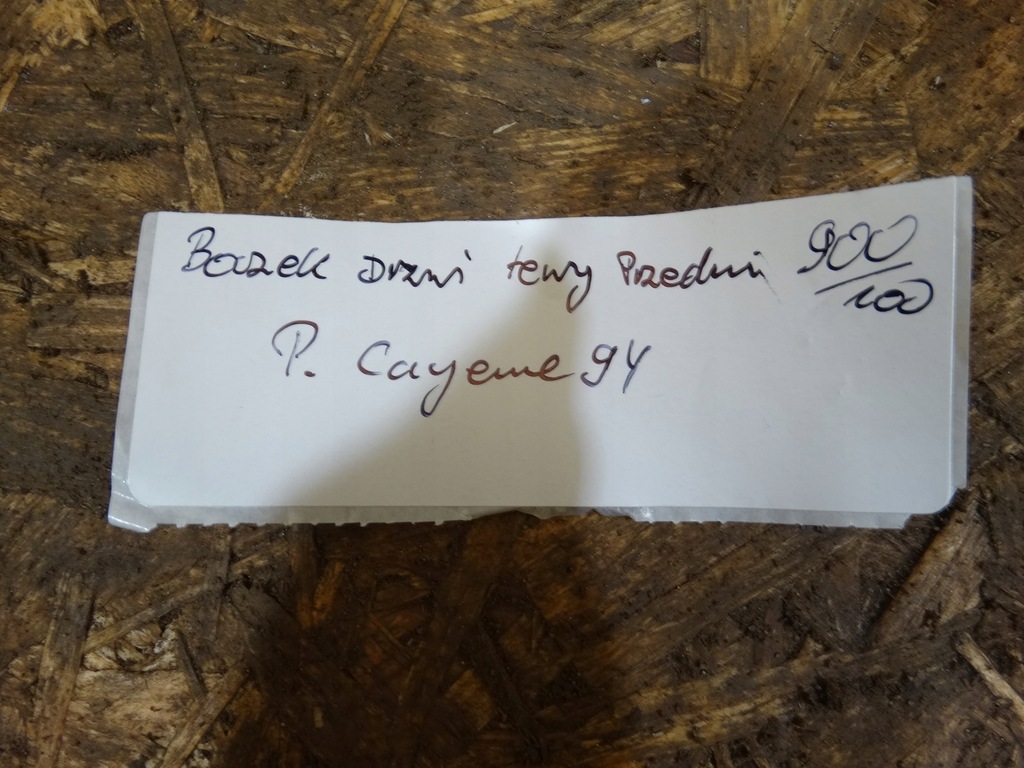 Boczek Drzwi lewy Przedni 900/100
P. Cayenne 94